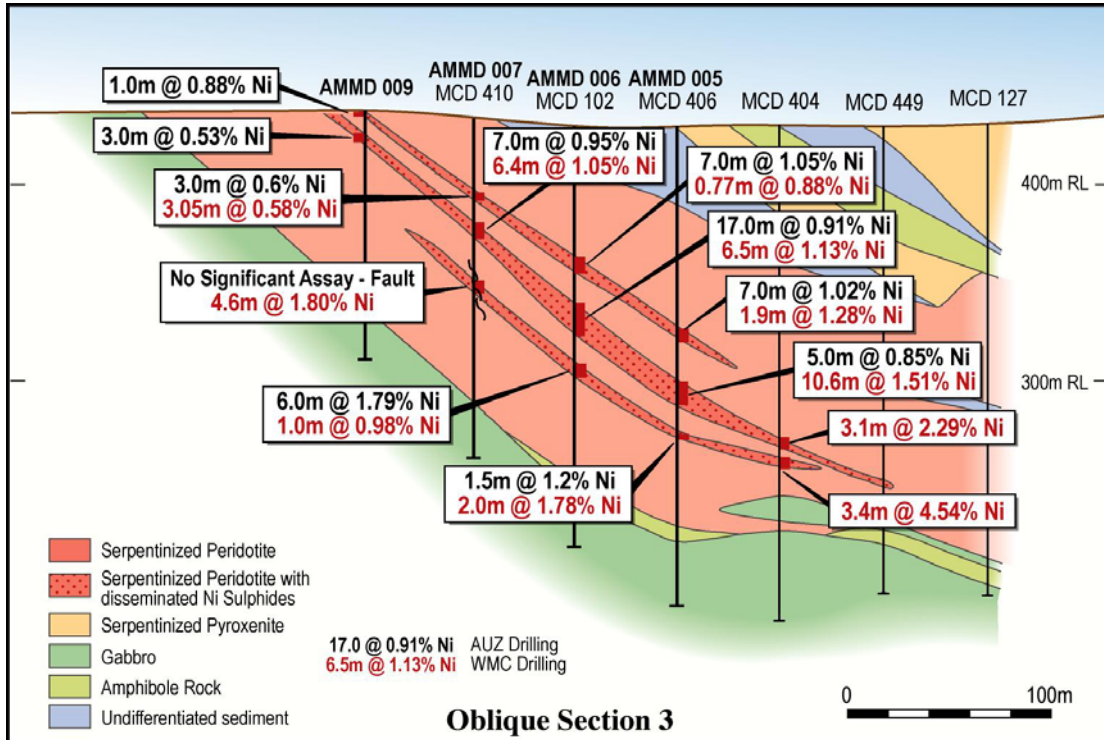 AMMD 009
AMMD 007
MCD 410
AMMD 006
MCD 102
AMMD 005
MCD 406
MCD 404
MCD 449
MCD 127
1.0m @ 0.88% Ni
3.0m @ 0.53% Ni
3.0m @ 0.6% Ni
3.05m @ 0.58% Ni
No Significant Assay - Fault
4.6m @ 1.80% Ni
7.0m @ 0.95% Ni
6.4m @ 1.05% Ni
7.0m @ 1.05% Ni
0.77m @ 0.88% Ni
17.0m @ 0.91% Ni
6.5m @ 1.13% Ni
7.0m @ 1.02% Ni
1.9m @ 1.28% Ni
5.0m @ 0.85% Ni
10.6m @ 1.51% Ni
6.0m @ 1.79% Ni
1.0m @ 0.98% Ni
1.5m @ 1.2% Ni
2.0m @ 1.78% Ni
3.1m @ 2.29% Ni
3.4m @ 4.54% Ni
400m RL
300m RL
Serpentinized Peridotite
Serpentinized Peridotite with
disseminated Ni Sulphides
Serpentinized Pyroxenite
Gabbro
Amphibole Rock
Undifferentiated sediment
17.0 @ 0.91% Ni AUZ Drilling
6.5m @ 1.13% Ni WMC Drilling
Oblique Section 3
0 100m